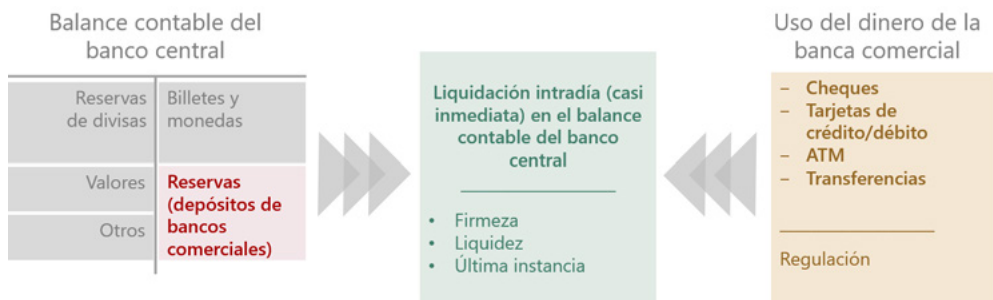 Balance contable del
banco central
Reservas
de divisas
Billetes y
monedas
Valores
Otros
Reservas
(depósitos de
bancos
comerciales)
Liquidación intradía (casi
inmediata) en el balance
contable del banco
central
• Firmeza
• Liquidez
• Última instancia
Uso del dinero de la
banca comercial
– Cheques
– Tarjetas de
crédito/débito
– ATM
– Transferencias
Regulación